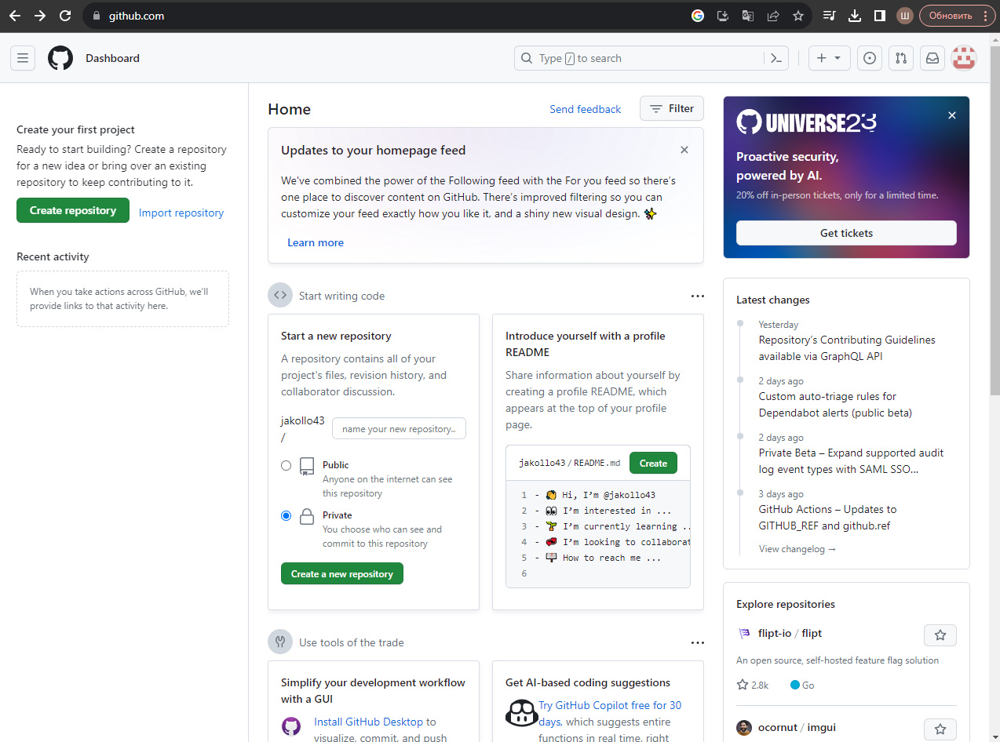 github.com
Ш
Обновить
Dashboard
Type / to search
Create your first project
Ready to start building? Create a repository
for a new idea or bring over an existing
repository to keep contributing to it.
Create repository
Import repository
Recent activity
When you take actions across GitHub, we'll
provide links to that activity here.
Home
Send feedback
Filter
Updates to your homepage feed
We've combined the power of the Following feed with the For you feed so there's
one place to discover content on GitHub. There's improved filtering so you can
customize your feed exactly how you like it, and a shiny new visual design. ✨
Learn more
Start writing code
Start a new repository
A repository contains all of your
project's files, revision history, and
collaborator discussion.
jakollo43
/
name your new repository...
Public
Anyone on the internet can see
this repository
Private
You choose who can see and
commit to this repository
Create a new repository
Introduce yourself with a profile
README
Share information about yourself by
creating a profile README, which
appears at the top of your profile
page.
jakollo43 / README.md
Create
1 - 👋 Hi, I'm @jakollo43
2 - 👀 I'm interested in ...
3 - 🌱 I'm currently learning ..
4 - 💞️ I'm looking to collaborat
5 - 📫 How to reach me ...
6
Use tools of the trade
Simplify your development workflow
with a GUI
Install GitHub Desktop to
visualize, commit, and push
Get AI-based coding suggestions
Try GitHub Copilot free for 30
days, which suggests entire
functions in real time, right
UNIVERSE23
Proactive security,
powered by AI.
20% off in-person tickets, only for a limited time.
Get tickets
Latest changes
Yesterday
Repository's Contributing Guidelines
available via GraphQL API
2 days ago
Custom auto-triage rules for
Dependabot alerts (public beta)
2 days ago
Private Beta – Expand supported audit
log event types with SAML SSO...
3 days ago
GitHub Actions – Updates to
GITHUB_REF and github.ref
View changelog →
Explore repositories
flipt-io / flipt
An open source, self-hosted feature flag solution
2.8k
Go
ocornut / imgui